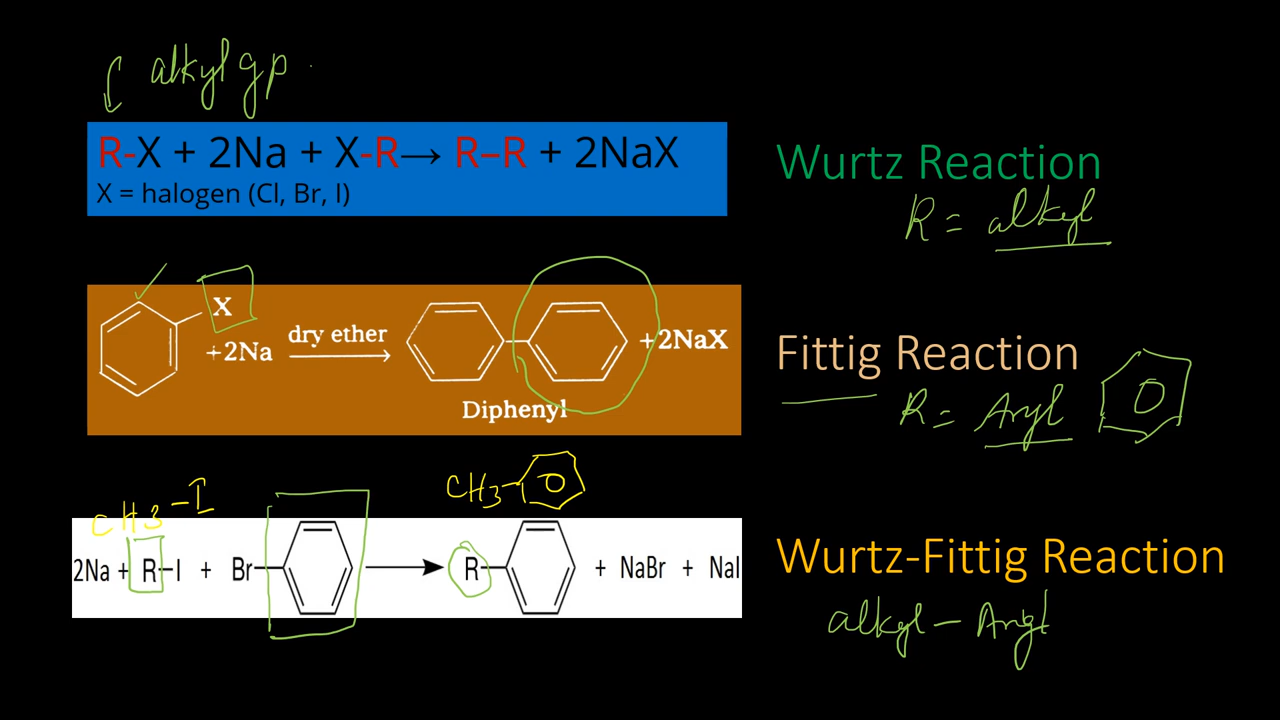 alkyl gp
R-X + 2Na + X-R→ R–R + 2NaX
X = halogen (Cl, Br, I)
Wurtz Reaction
R = alkyl
X
+2Na
dry ether
+2NaX
Diphenyl
Fittig Reaction
R = Aryl
CH3-I
CH3-
2Na + R-I + Br
R
+ NaBr + NaI
Wurtz-Fittig Reaction
alkyl - Aryl